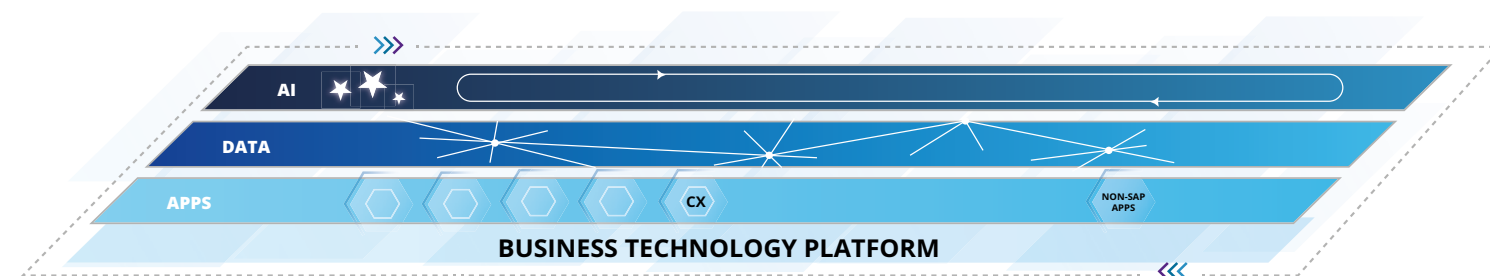 AI
DATA
APPS
CX
NON-SAP
APPS
BUSINESS TECHNOLOGY PLATFORM